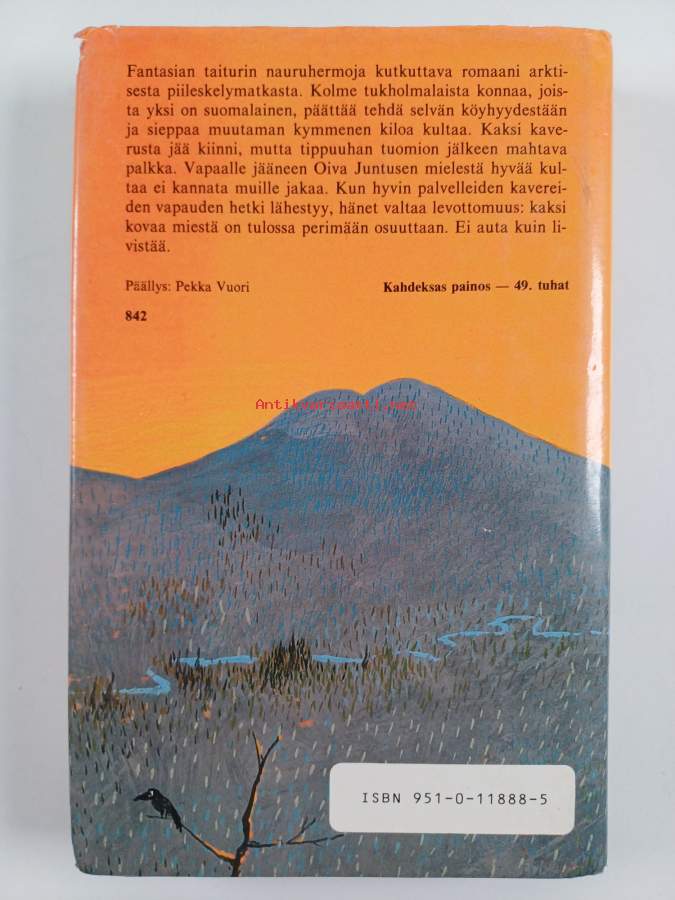 Fantasian taiturin nauruhermoja kutkuttava romaani arkti-
sesta piileskelymatkasta. Kolme tukholmalaista konnaa, jois-
ta yksi on suomalainen, päättää tehdä selvän köyhyydestään
ja sieppaa muutaman kymmenen kiloa kultaa. Kaksi kave-
rusta jää kiinni, mutta tippuuhan tuomion jälkeen mahtava
palkka. Vapaalle jääneen Oiva Juntusen mielestä hyvää kul-
taa ei kannata muille jakaa. Kun hyvin palvelleiden kaverei-
den vapauden hetki lähestyy, hänet valtaa levottomuus: kaksi
kovaa miestä on tulossa perimään osuuttaan. Ei auta kuin li-
vistää.
Päällys: Pekka Vuori Kahdeksas painos — 49. tuhat
842
Antikvariaatti.net
ISBN 951-0-11888-5